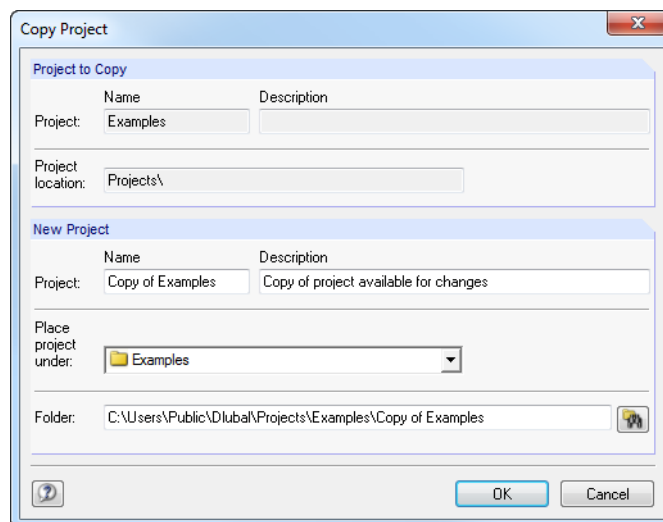 Copy Project
Project to Copy
Name Description
Project: Examples
Project
location: Projects\
New Project
Name Description
Project: Copy of Examples Copy of project available for changes
Place
project
under: Examples
Folder: C:\Users\Public\Dlubal\Projects\Examples\Copy of Examples
OK Cancel